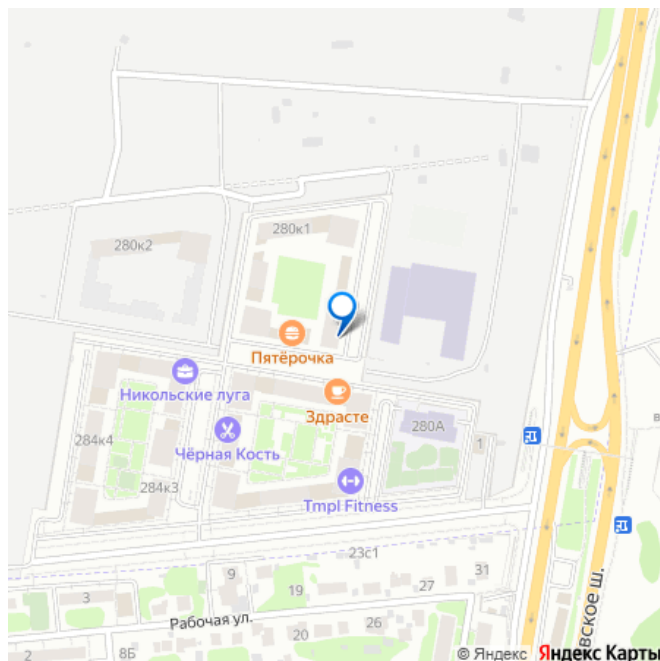 280к1
280к2
Пятёрочка
Никольские луга
Здрасте
280А
284к4
Чёрная Кость
1
284к3
Tmpl Fitness
23с1
31
9
19
27
3
Рабочая ул.
20
26
2
8Б
вское ш.
© Яндекс Яндекс Карты